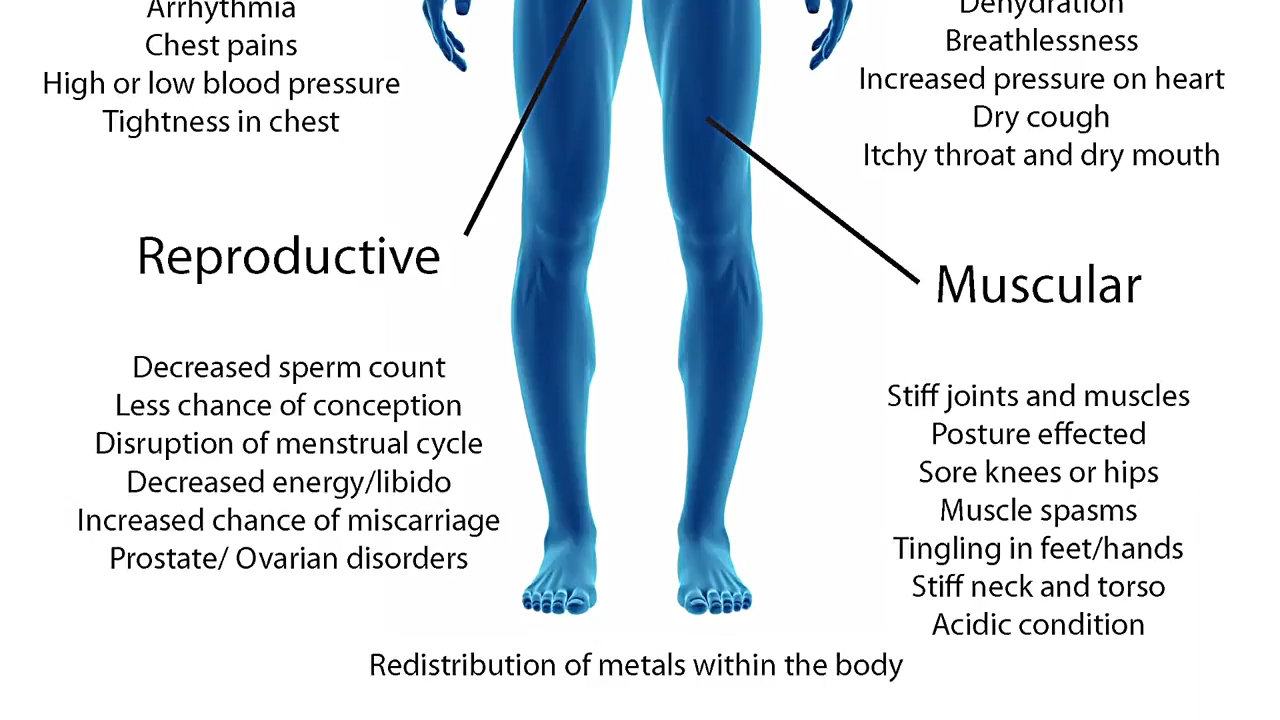 Arrhythmia
Chest pains
High or low blood pressure
Tightness in chest
Dehydration
Breathlessness
Increased pressure on heart
Dry cough
Itchy throat and dry mouth
Reproductive
Decreased sperm count
Less chance of conception
Disruption of menstrual cycle
Decreased energy/libido
Increased chance of miscarriage
Prostate/ Ovarian disorders
Muscular
Stiff joints and muscles
Posture effected
Sore knees or hips
Muscle spasms
Tingling in feet/hands
Stiff neck and torso
Acidic condition
Redistribution of metals within the body